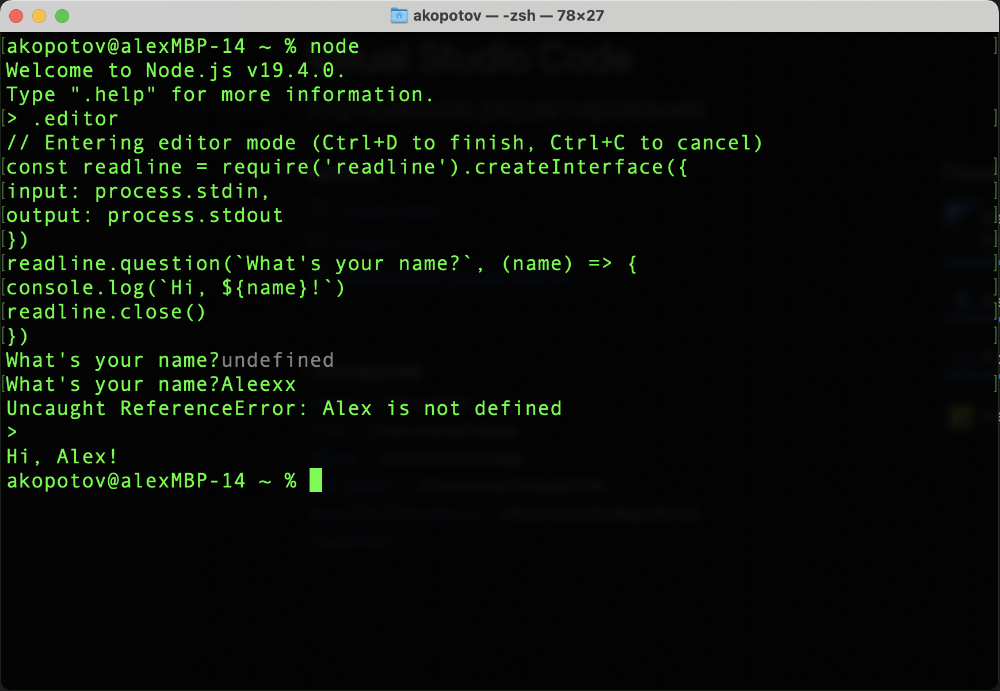 akopotov — -zsh — 78×27
akopotov@alexMBP-14 ~ % node
Welcome to Node.js v19.4.0.
Type ".help" for more information.
> .editor
// Entering editor mode (Ctrl+D to finish, Ctrl+C to cancel)
const readline = require('readline').createInterface({
input: process.stdin,
output: process.stdout
})
readline.question(`What's your name?`, (name) => {
console.log(`Hi, ${name}!`)
readline.close()
})
What's your name?undefined
What's your name?Aleexx
Uncaught ReferenceError: Alex is not defined
>
Hi, Alex!
akopotov@alexMBP-14 ~ %
Visual Studio Code